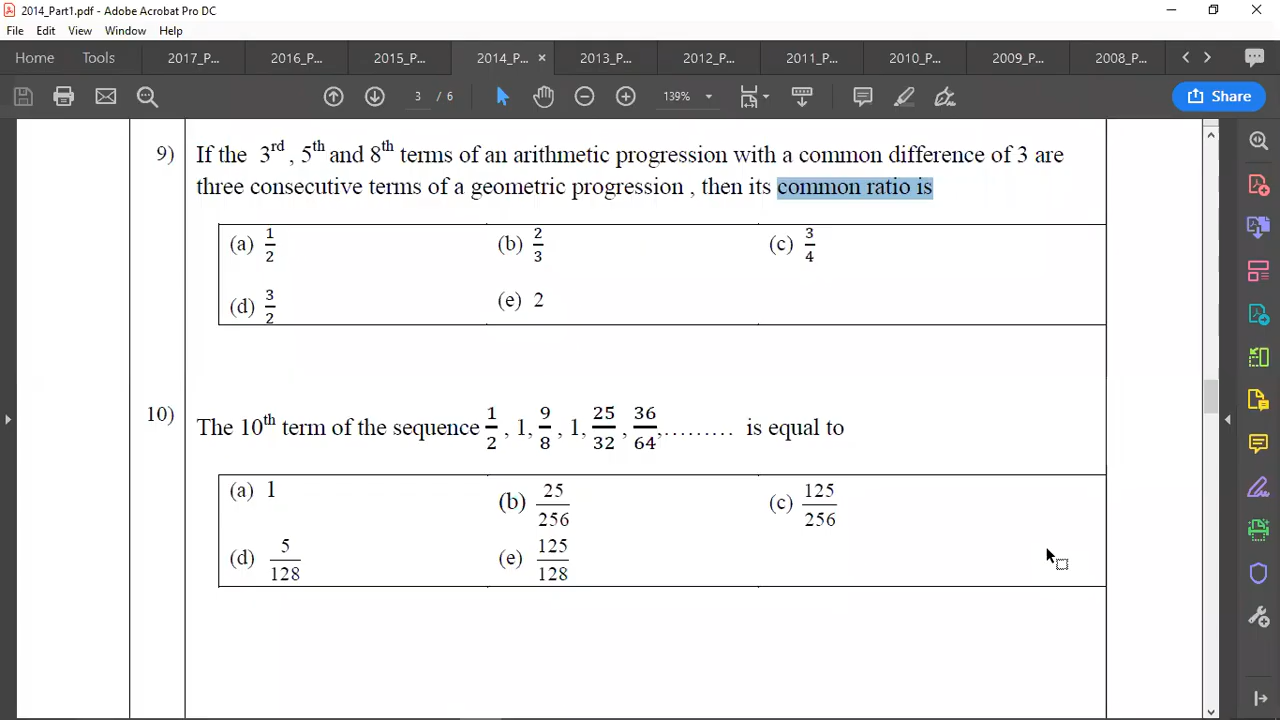 2014_Part1.pdf - Adobe Acrobat Pro DC
File Edit View Window Help
Home Tools 2017_P... 2016_P... 2015_P... 2014_P... × 2013_P... 2012_P... 2011_P... 2010_P... 2009_P... 2008_P...
3 / 6 139% Share
9) If the 3rd , 5th and 8th terms of an arithmetic progression with a common difference of 3 are
three consecutive terms of a geometric progression , then its common ratio is
(a) 1/2 (b) 2/3 (c) 3/4
(d) 3/2 (e) 2
10) The 10th term of the sequence 1/2 , 1, 9/8 , 1, 25/32 , 36/64 ,......... is equal to
(a) 1 (b) 25/256 (c) 125/256
(d) 5/128 (e) 125/128